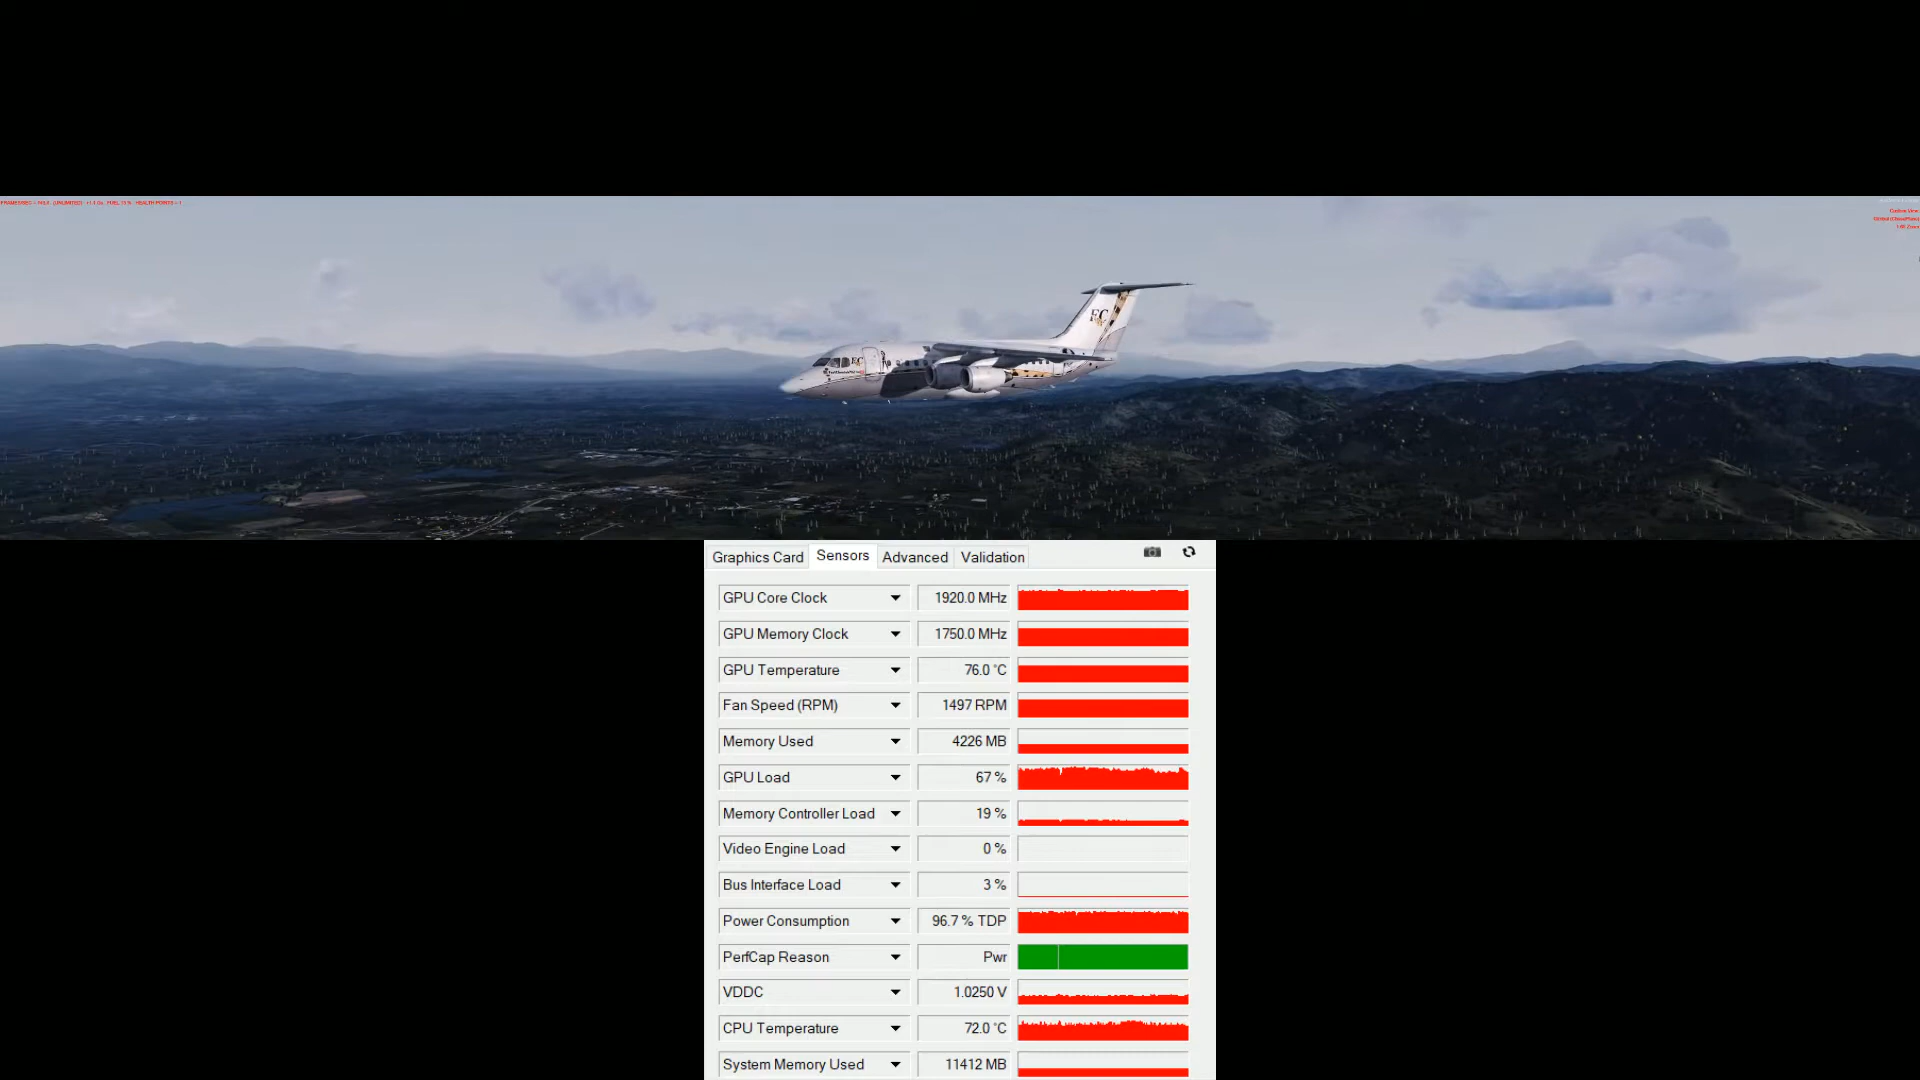 Graphics Card Sensors Advanced Validation
GPU Core Clock 1920.0 MHz
GPU Memory Clock 1750.0 MHz
GPU Temperature 76.0 °C
Fan Speed (RPM) 1497 RPM
Memory Used 4226 MB
GPU Load 67 %
Memory Controller Load 19 %
Video Engine Load 0 %
Bus Interface Load 3 %
Power Consumption 96.7 % TDP
PerfCap Reason Pwr
VDDC 1.0250 V
CPU Temperature 72.0 °C
System Memory Used 11412 MB